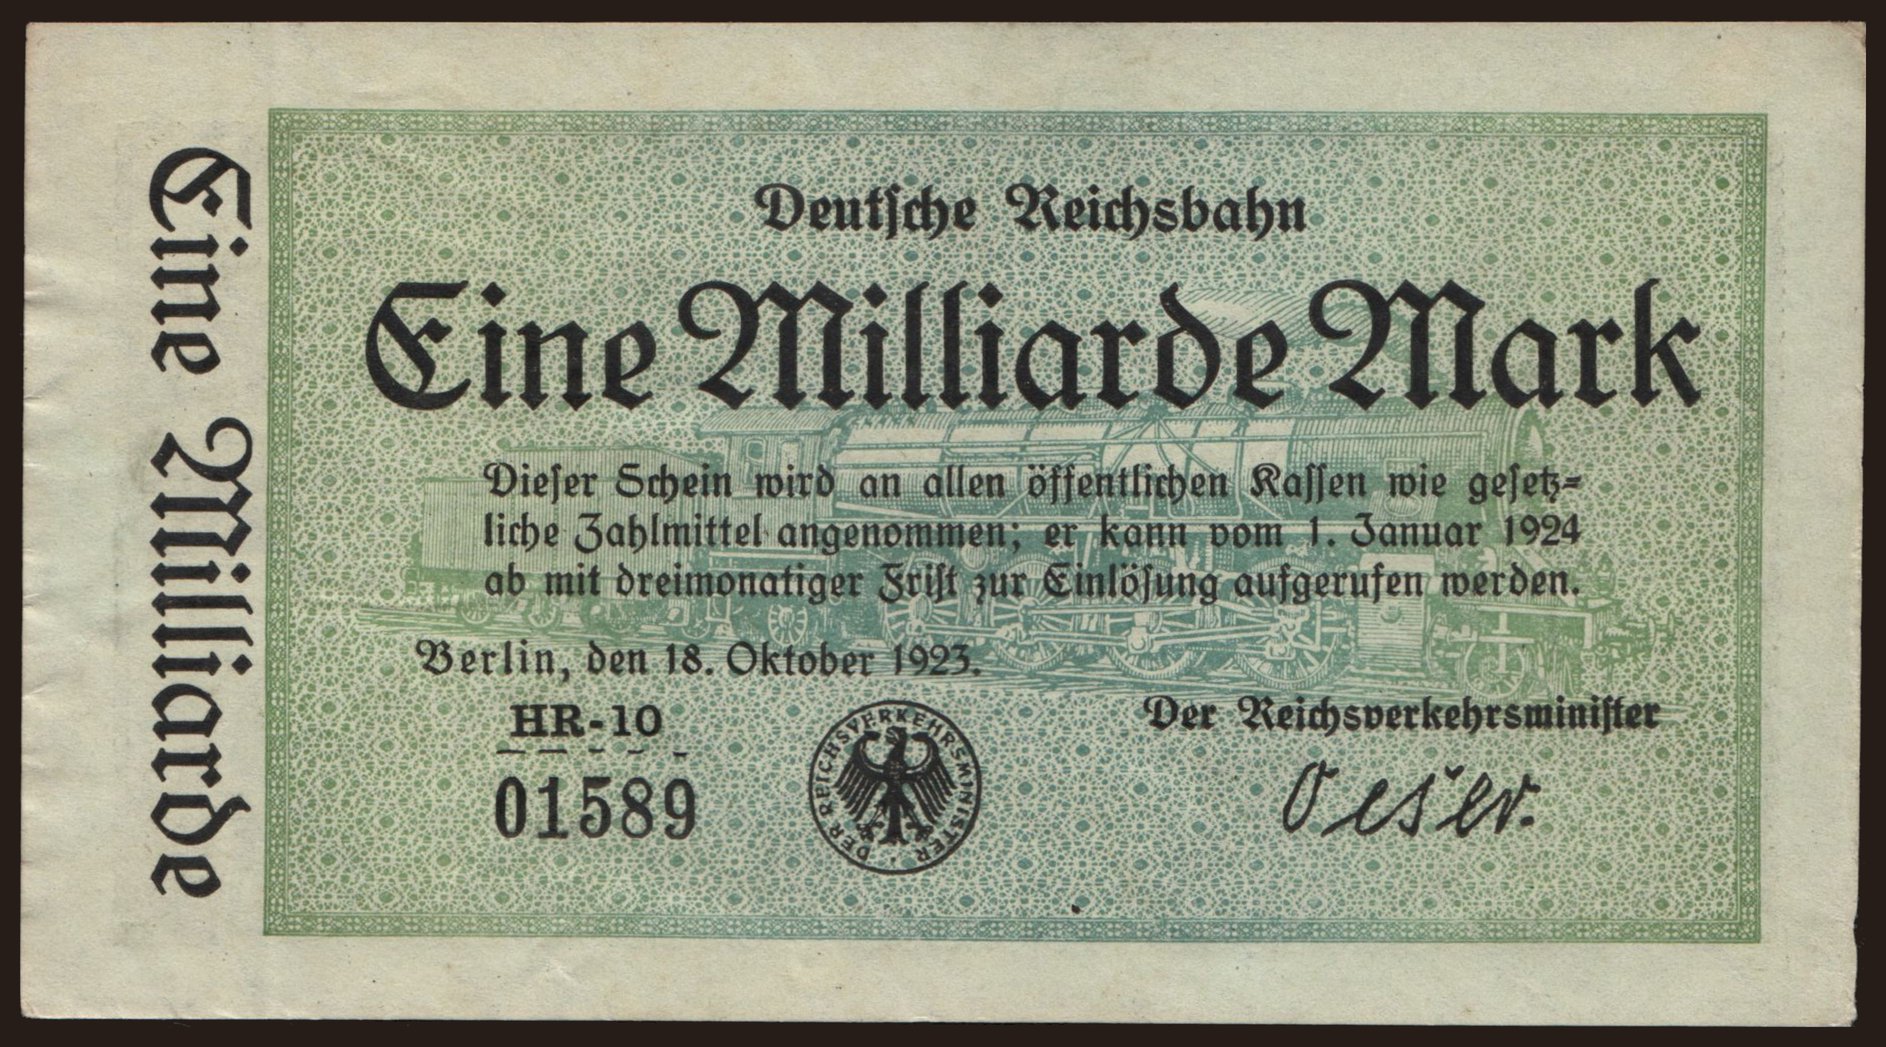 Eine Milliarde
Deutsche Reichsbahn
Eine Milliarde Mark
Dieser Schein wird an allen öffentlichen Kassen wie gesetz=
liche Zahlmittel angenommen; er kann vom 1. Januar 1924
ab mit dreimonatiger Frist zur Einlösung aufgerufen werden.
Berlin, den 18. Oktober 1923.
HR-10
01589
DER REICHSVERKEHRSMINISTER
Der Reichsverkehrsminister
Oeser.